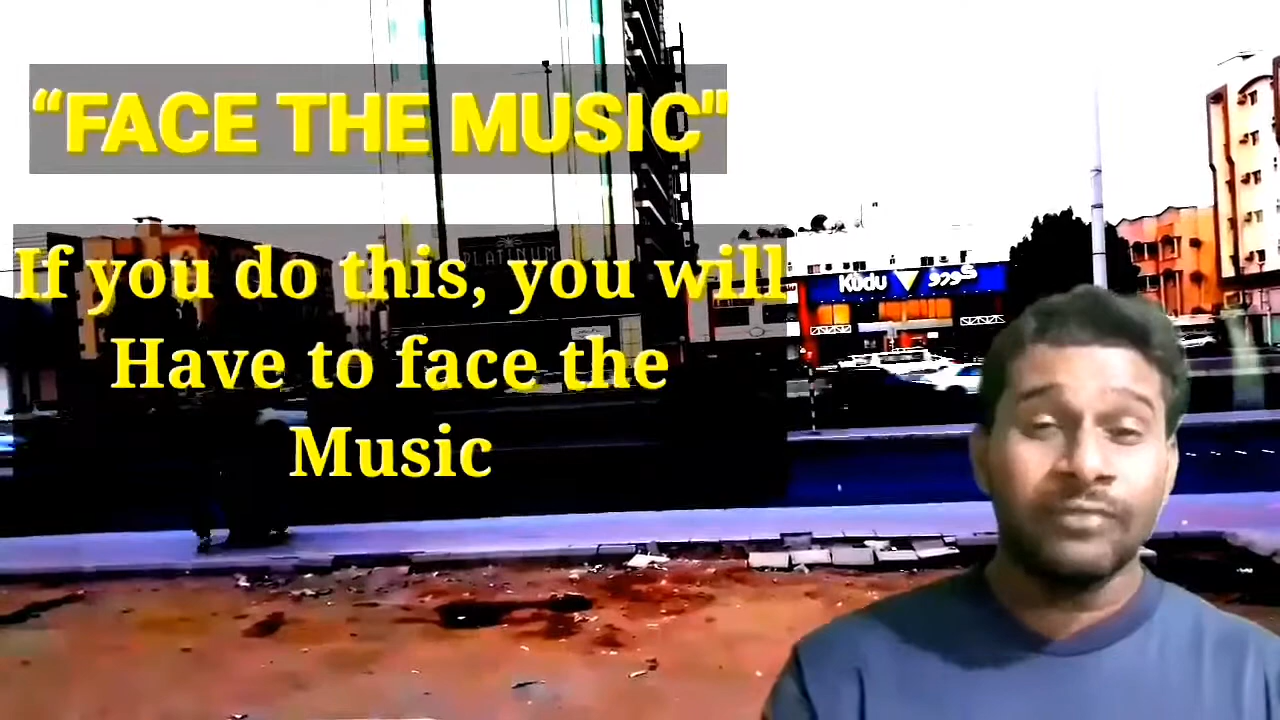 “FACE THE MUSIC"
If you do this, you will
Have to face the
Music
PLATINUM
Kudu كودو